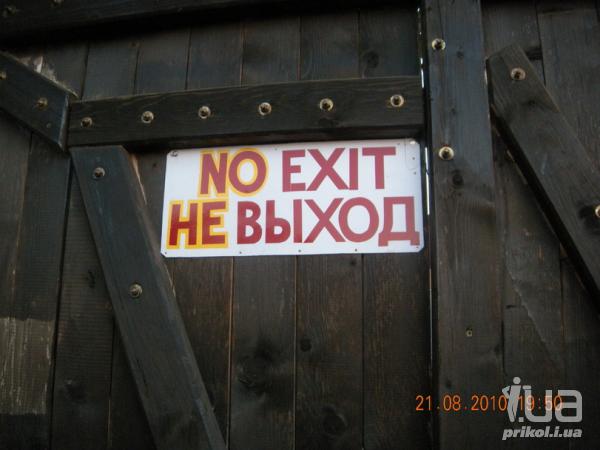 NO EXIT
НЕ ВЫХОД
21.08.2010 19:50
i.ua
prikol.i.ua